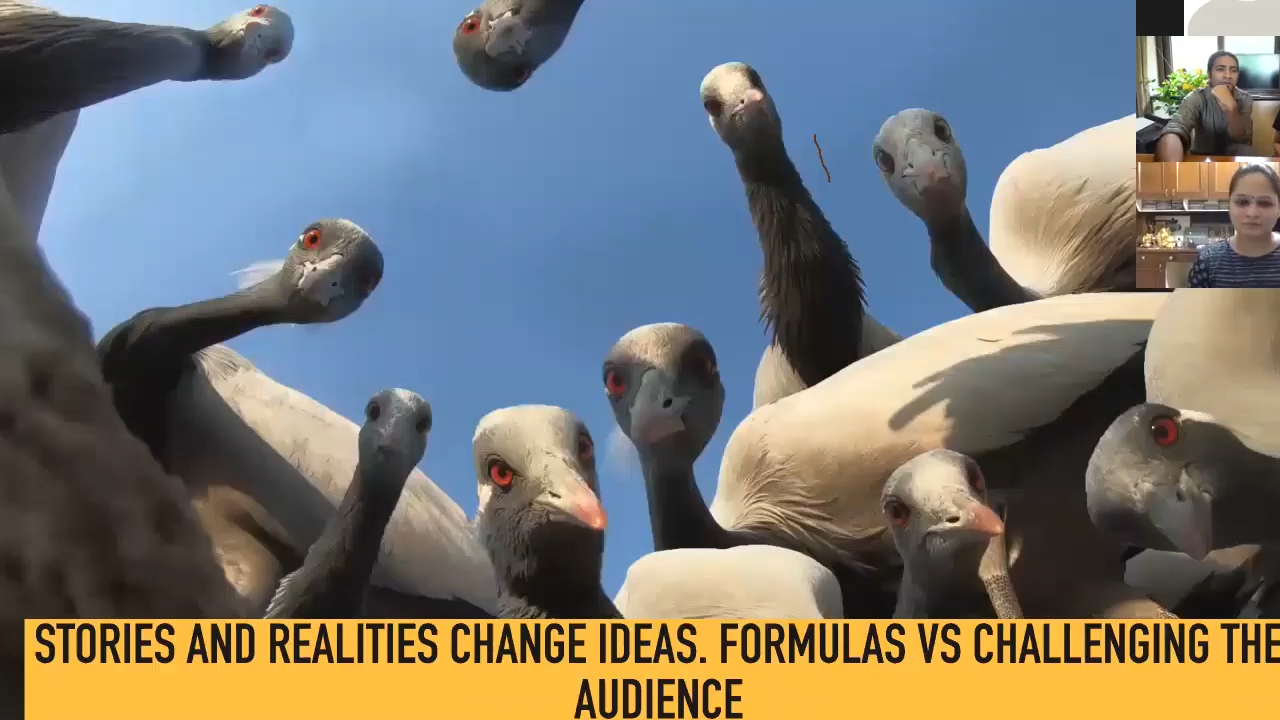 STORIES AND REALITIES CHANGE IDEAS. FORMULAS VS CHALLENGING THE
AUDIENCE